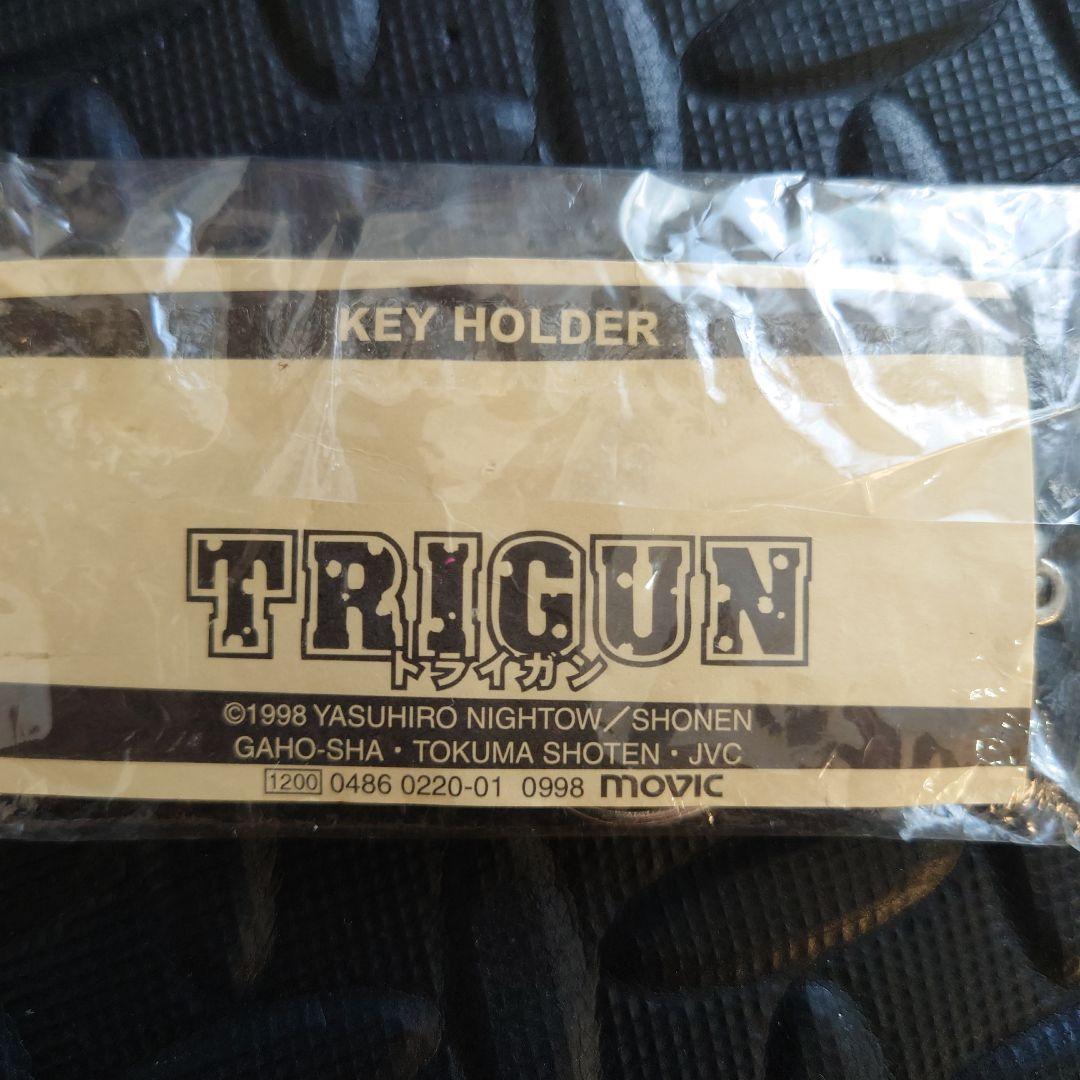 KEY HOLDER
TRIGUN
トライガン
©1998 YASUHIRO NIGHTOW／SHONEN
GAHO-SHA・TOKUMA SHOTEN・JVC
1200 0486 0220-01 0998 movic